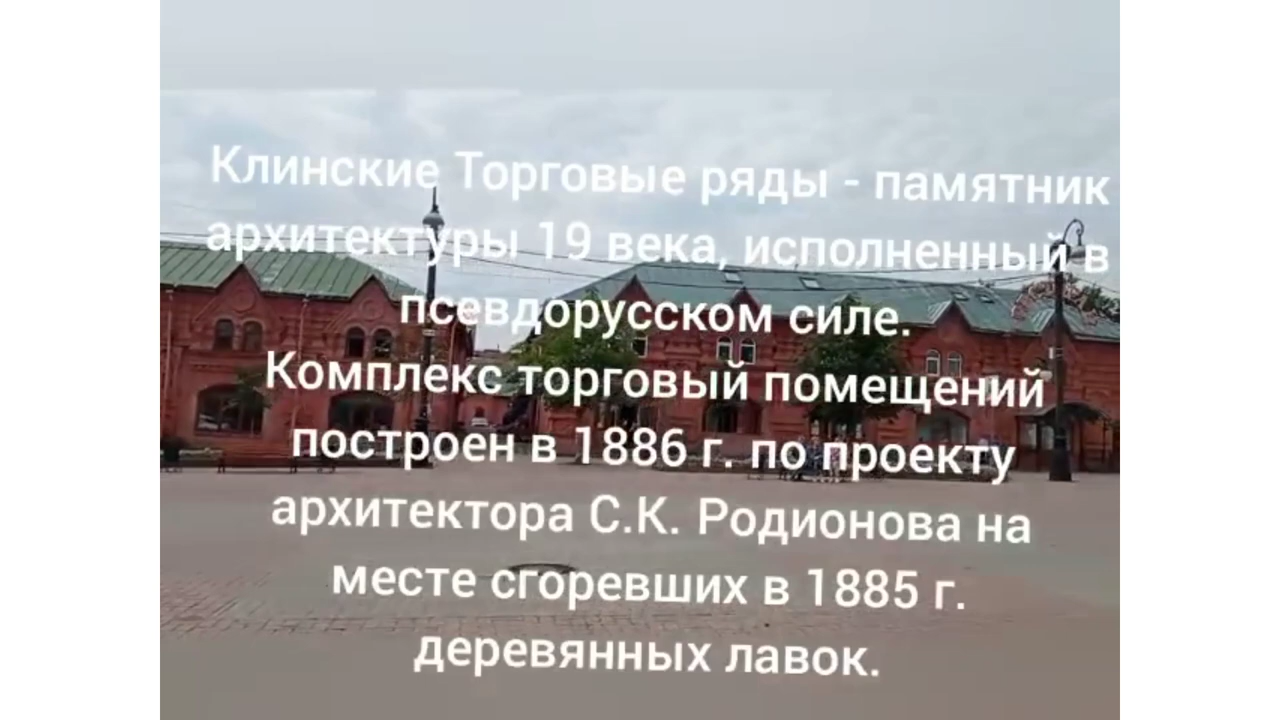 Клинские Торговые ряды - памятник
архитектуры 19 века, исполненный в
псевдорусском силе.
Комплекс торговый помещений
построен в 1886 г. по проекту
архитектора С.К. Родионова на
месте сгоревших в 1885 г.
деревянных лавок.